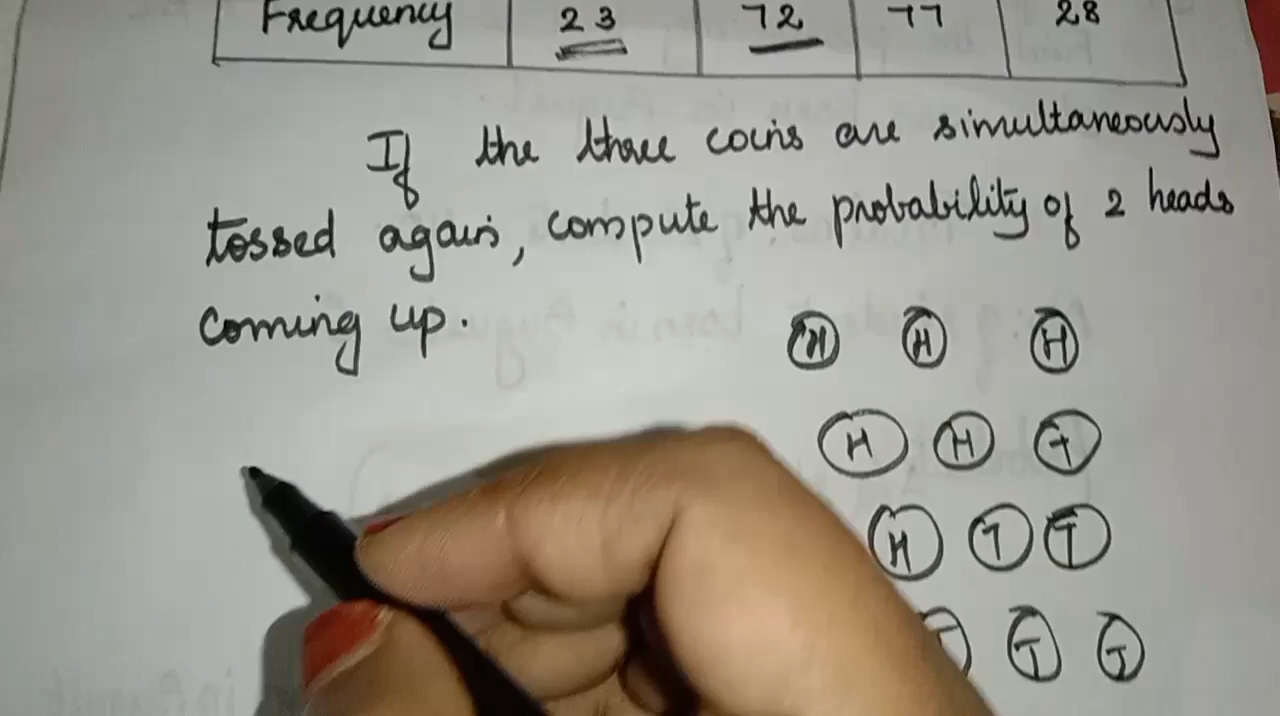 Frequency 23 72 77 28
If the three coins are simultaneously
tossed again, compute the probability of 2 heads
coming up.
H H H
H H T
H T T
T T T